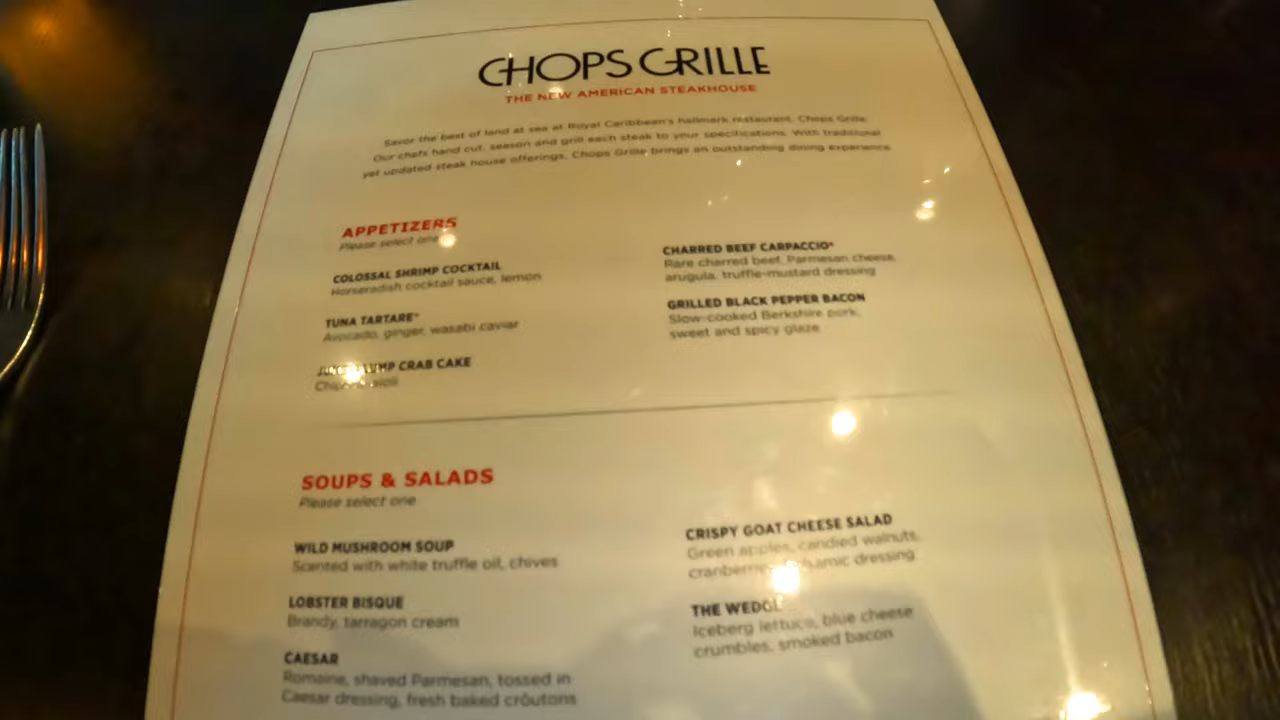 CHOPS GRILLE
THE NEW AMERICAN STEAKHOUSE
Savor the best of land at sea at Royal Caribbean's hallmark restaurant, Chops Grille.
Our chefs hand cut, season and grill each steak to your specifications. With traditional
yet updated steak house offerings, Chops Grille brings an outstanding dining experience.
APPETIZERS
Please select one
COLOSSAL SHRIMP COCKTAIL
Horseradish cocktail sauce, lemon
TUNA TARTARE*
Avocado, ginger, wasabi caviar
CRAB CAKE
aioli
CHARRED BEEF CARPACCIO*
Rare charred beef, Parmesan cheese,
arugula, truffle-mustard dressing
GRILLED BLACK PEPPER BACON
Slow-cooked Berkshire pork,
sweet and spicy glaze
SOUPS & SALADS
Please select one
WILD MUSHROOM SOUP
Scented with white truffle oil, chives
LOBSTER BISQUE
Brandy, tarragon cream
CAESAR
Romaine, shaved Parmesan, tossed in
Caesar dressing, fresh baked crôutons
CRISPY GOAT CHEESE SALAD
Green apples, candied walnuts,
dressing
THE WEDGE
Iceberg lettuce, blue cheese
crumbles, smoked bacon